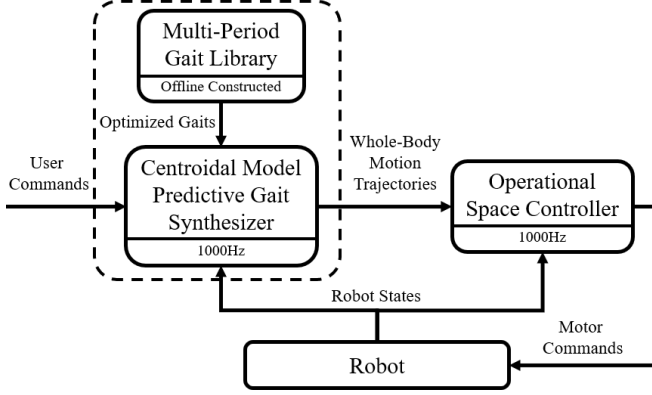 Multi-Period
Gait Library
Offline Constructed
Optimized Gaits
User
Commands
Centroidal Model
Predictive Gait
Synthesizer
1000Hz
Whole-Body
Motion
Trajectories
Operational
Space Controller
1000Hz
Robot States
Robot
Motor
Commands